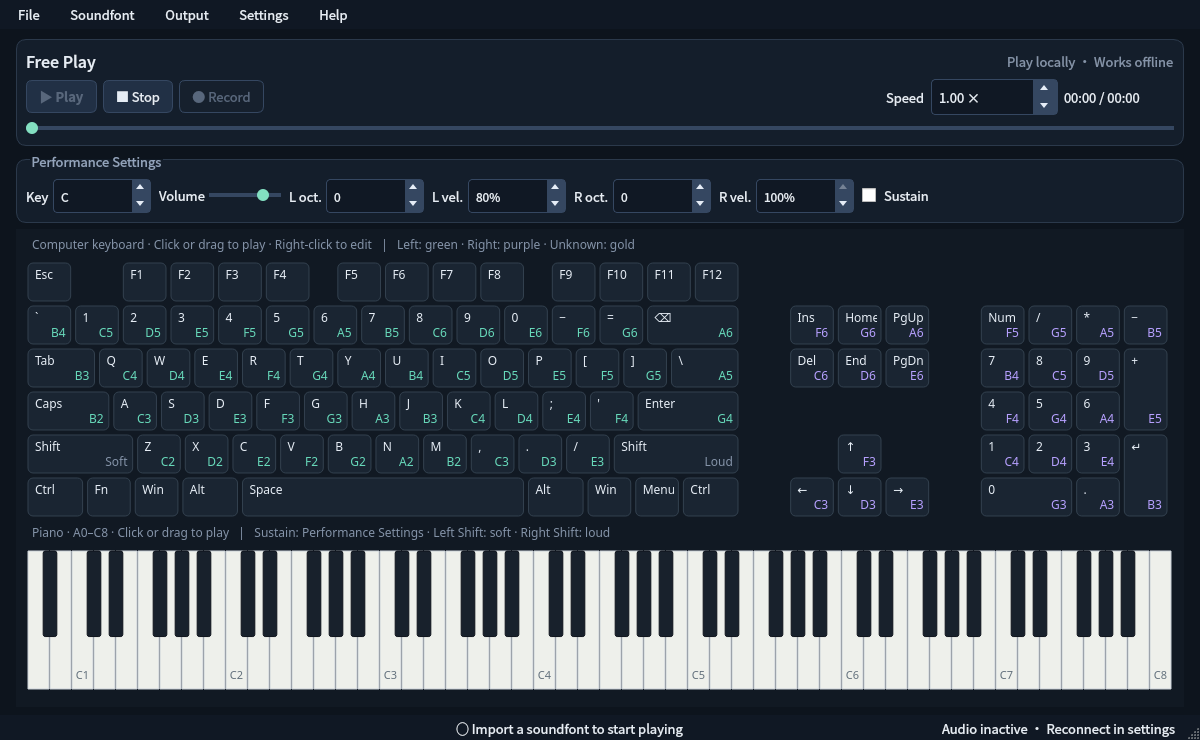 File Soundfont Output Settings Help
Free Play Play locally • Works offline
Play Stop Record Speed 1.00 × 00:00 / 00:00
Performance Settings
Key C Volume L oct. 0 L vel. 80% R oct. 0 R vel. 100% Sustain
Computer keyboard · Click or drag to play · Right-click to edit | Left: green · Right: purple · Unknown: gold
Esc F1 F2 F3 F4 F5 F6 F7 F8 F9 F10 F11 F12
` 1 2 3 4 5 6 7 8 9 0 − = ⌫ Ins Home PgUp Num / * −
B4 C5 D5 E5 F5 G5 A5 B5 C6 D6 E6 F6 G6 A6 F6 G6 A6 F5 G5 A5 B5
Tab Q W E R T Y U I O P [ ] \ Del End PgDn 7 8 9 +
B3 C4 D4 E4 F4 G4 A4 B4 C5 D5 E5 F5 G5 A5 C6 D6 E6 B4 C5 D5
Caps A S D F G H J K L ; ' Enter 4 5 6
B2 C3 D3 E3 F3 G3 A3 B3 C4 D4 E4 F4 G4 F4 G4 A4 E5
Shift Z X C V B N M , . / Shift ↑ 1 2 3 ↵
Soft C2 D2 E2 F2 G2 A2 B2 C3 D3 E3 Loud F3 C4 D4 E4
Ctrl Fn Win Alt Space Alt Win Menu Ctrl ← ↓ → 0 .
C3 D3 E3 G3 A3 B3
Piano · A0–C8 · Click or drag to play | Sustain: Performance Settings · Left Shift: soft · Right Shift: loud
C1 C2 C3 C4 C5 C6 C7 C8
Import a soundfont to start playing Audio inactive • Reconnect in settings